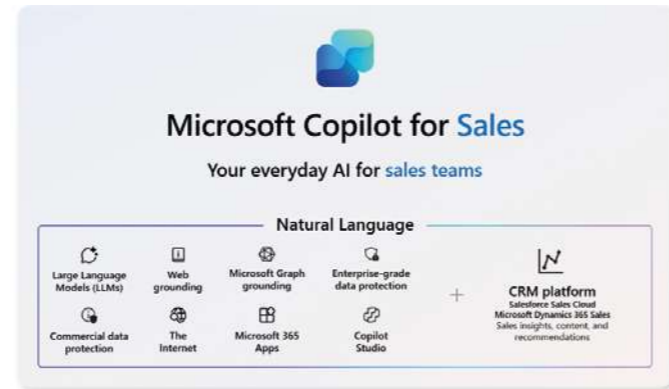 Microsoft Copilot for Sales
Your everyday AI for sales teams
Natural Language
Large Language
Models (LLMs)
Web
grounding
Microsoft Graph
grounding
Enterprise-grade
data protection
Commercial data
protection
The
Internet
Microsoft 365
Apps
Copilot
Studio
+
CRM platform
Salesforce Sales Cloud
Microsoft Dynamics 365 Sales
Sales insights, content, and
recommendations